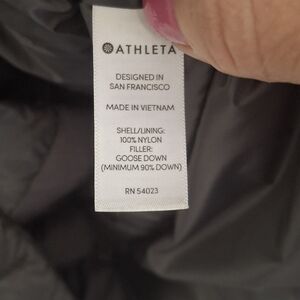 ATHLETA
DESIGNED IN
SAN FRANCISCO
MADE IN VIETNAM
SHELL/LINING:
100% NYLON
FILLER:
GOOSE DOWN
(MINIMUM 90% DOWN)
RN 54023